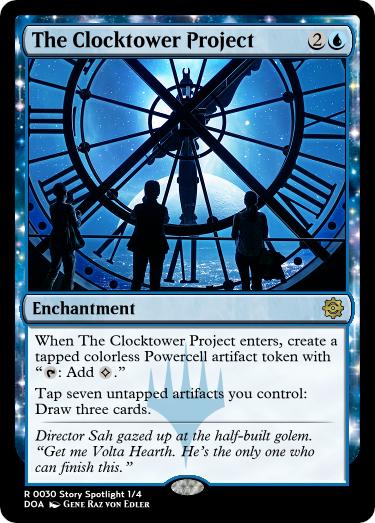 The Clocktower Project 2
Enchantment
When The Clocktower Project enters, create a
tapped colorless Powercell artifact token with
“: Add .”
Tap seven untapped artifacts you control:
Draw three cards.
Director Sah gazed up at the half-built golem.
“Get me Volta Hearth. He’s the only one who
can finish this.”
R 0030 Story Spotlight 1/4
DOA GENE RAZ VON EDLER